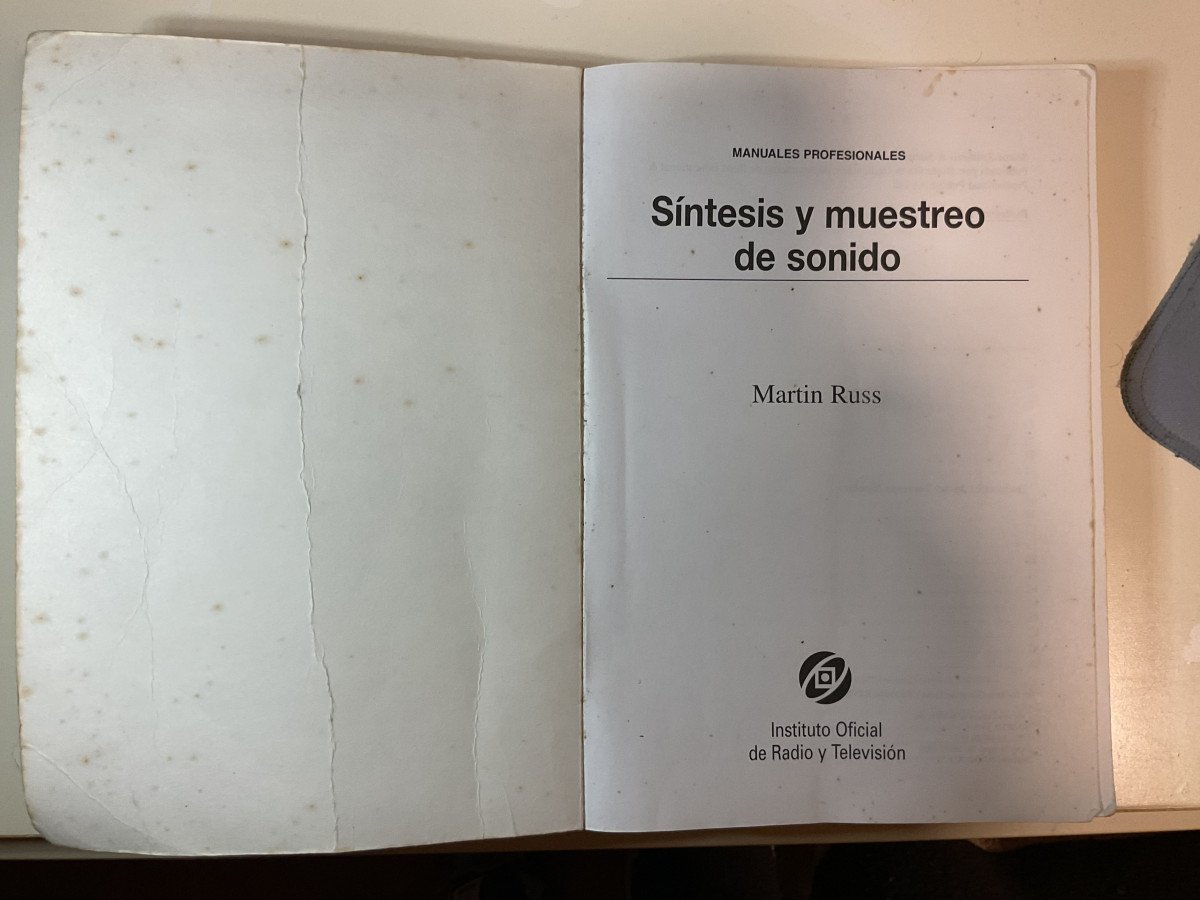 MANUALES PROFESIONALES
Síntesis y muestreo
de sonido
Martin Russ
Instituto Oficial
de Radio y Televisión